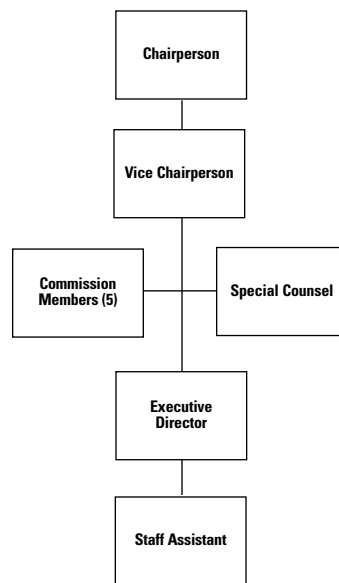 Chairperson
Vice Chairperson
Commission
Members (5)
Special Counsel
Executive
Director
Staff Assistant